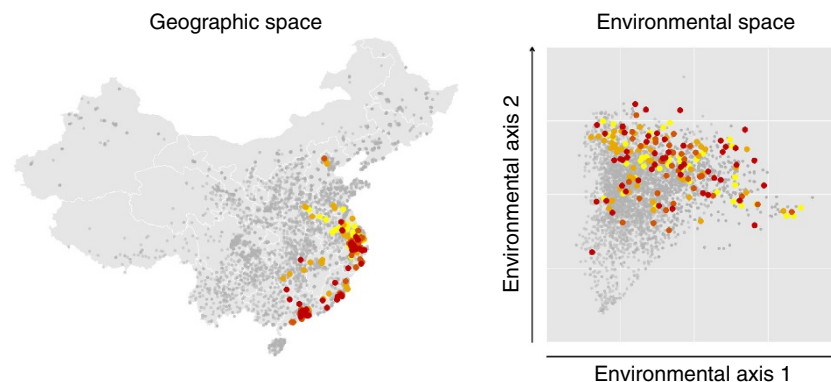 Geographic space
Environmental space
Environmental axis 2
Environmental axis 1